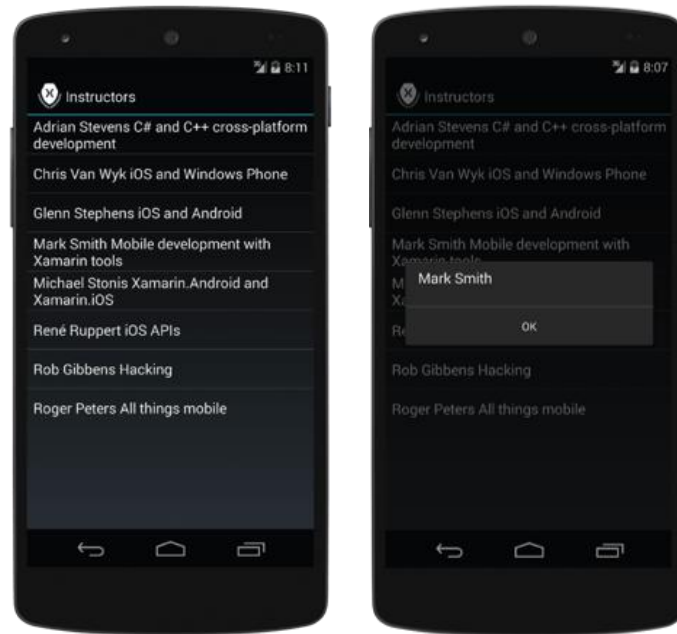 8:11
Instructors
Adrian Stevens C# and C++ cross-platform
development
Chris Van Wyk iOS and Windows Phone
Glenn Stephens iOS and Android
Mark Smith Mobile development with
Xamarin tools
Michael Stonis Xamarin.Android and
Xamarin.iOS
René Ruppert iOS APIs
Rob Gibbens Hacking
Roger Peters All things mobile
8:07
Instructors
Adrian Stevens C# and C++ cross-platform
development
Chris Van Wyk iOS and Windows Phone
Glenn Stephens iOS and Android
Mark Smith Mobile development with
Xamarin tools
M
Mark Smith
Xa
Re
OK
Rob Gibbens Hacking
Roger Peters All things mobile